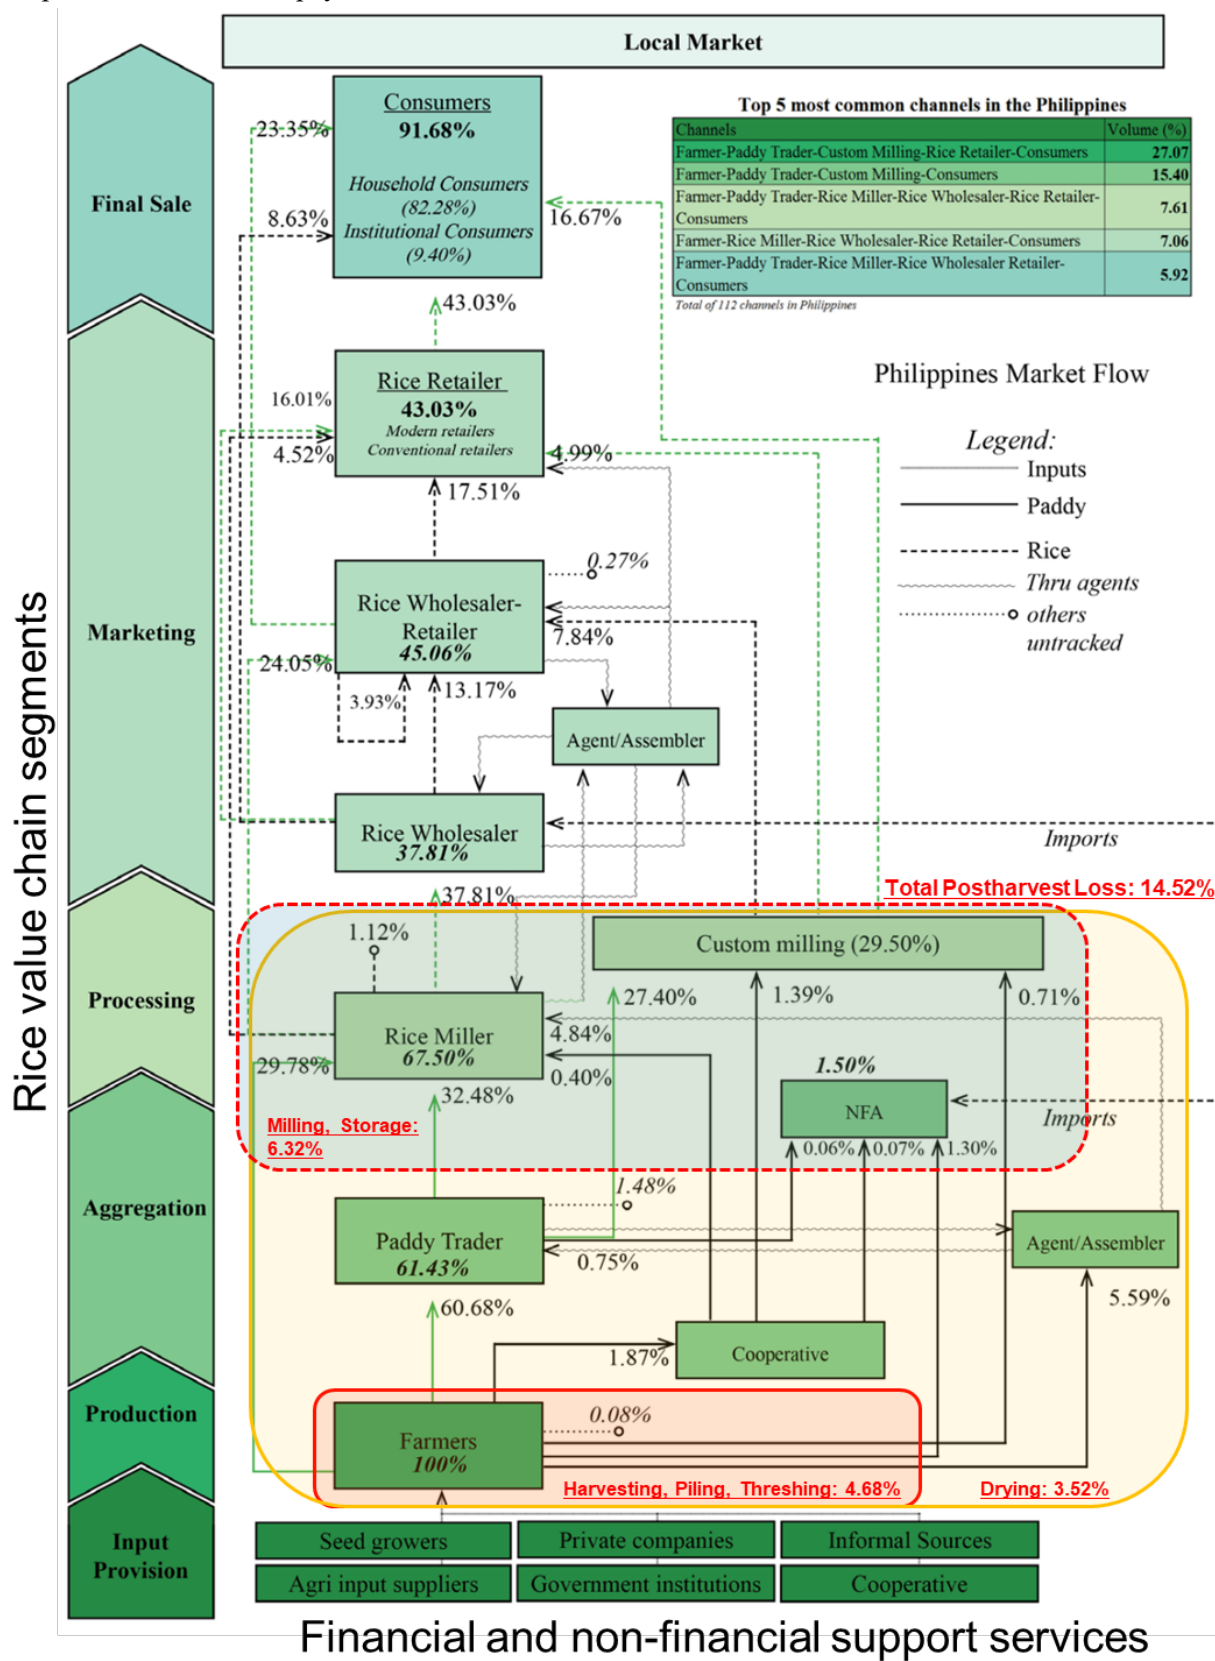 Local Market
Final Sale
Marketing
Processing
Aggregation
Production
Input
Provision
Rice value chain segments
Consumers
91.68%
Household Consumers
(82.28%)
Institutional Consumers
(9.40%)
23.35%
8.63%
16.67%
43.03%
Top 5 most common channels in the Philippines
Channels Volume (%)
Farmer-Paddy Trader-Custom Milling-Rice Retailer-Consumers 27.07
Farmer-Paddy Trader-Custom Milling-Consumers 15.40
Farmer-Paddy Trader-Rice Miller-Rice Wholesaler-Rice Retailer-
Consumers 7.61
Farmer-Rice Miller-Rice Wholesaler-Rice Retailer-Consumers 7.06
Farmer-Paddy Trader-Rice Miller-Rice Wholesaler Retailer-
Consumers 5.92
Total of 112 channels in Philippines
Philippines Market Flow
Legend:
Inputs
Paddy
Rice
Thru agents
others
untracked
Rice Retailer
43.03%
Modern retailers
Conventional retailers
16.01%
4.52%
4.99%
17.51%
0.27%
Rice Wholesaler-
Retailer
45.06%
7.84%
24.05%
3.93%
13.17%
Agent/Assembler
Rice Wholesaler
37.81%
Imports
37.81%
Total Postharvest Loss: 14.52%
1.12%
Custom milling (29.50%)
27.40%
1.39%
0.71%
Rice Miller
67.50%
4.84%
0.40%
29.78%
32.48%
1.50%
NFA
Imports
Milling, Storage:
6.32%
0.06%
0.07%
1.30%
1.48%
Paddy Trader
61.43%
0.75%
Agent/Assembler
5.59%
60.68%
Cooperative
1.87%
0.08%
Farmers
100%
Harvesting, Piling, Threshing: 4.68%
Drying: 3.52%
Seed growers
Private companies
Informal Sources
Agri input suppliers
Government institutions
Cooperative
Financial and non-financial support services